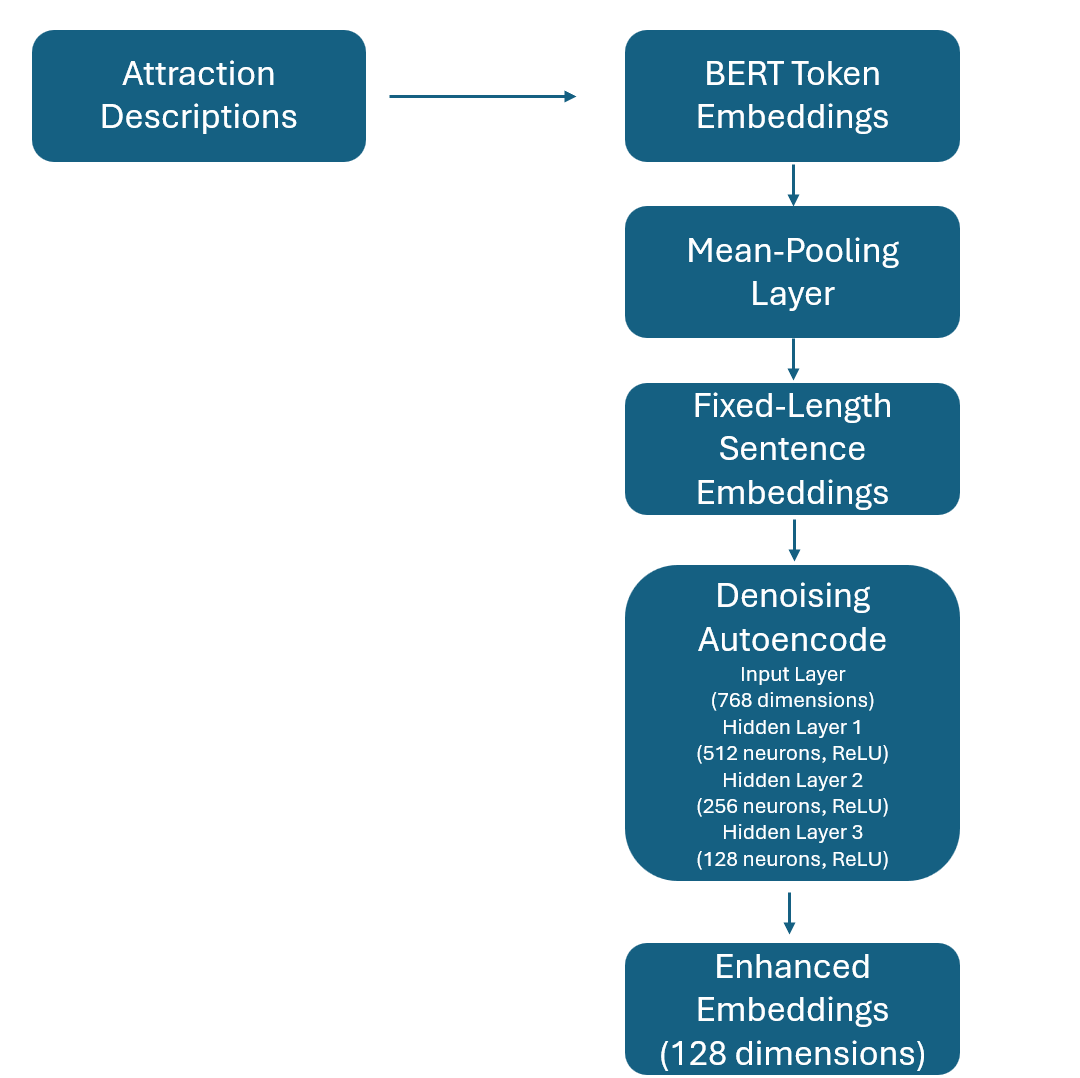 Attraction
Descriptions
BERT Token
Embeddings
Mean-Pooling
Layer
Fixed-Length
Sentence
Embeddings
Denoising
Autoencode
Input Layer
(768 dimensions)
Hidden Layer 1
(512 neurons, ReLU)
Hidden Layer 2
(256 neurons, ReLU)
Hidden Layer 3
(128 neurons, ReLU)
Enhanced
Embeddings
(128 dimensions)